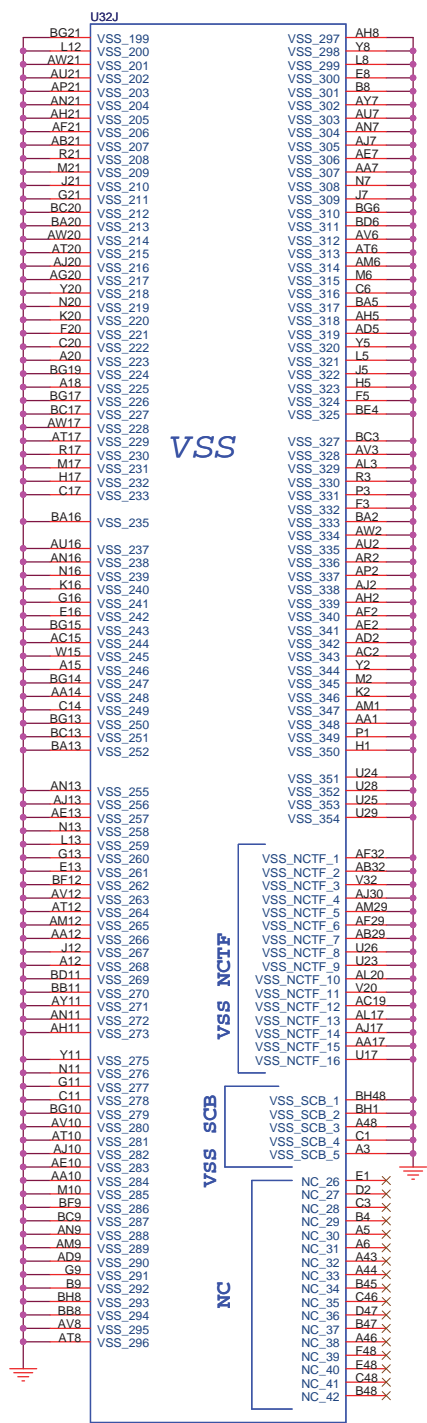 U32J
BG21 VSS_199
L12 VSS_200
AW21 VSS_201
AU21 VSS_202
AP21 VSS_203
AN21 VSS_204
AH21 VSS_205
AF21 VSS_206
AB21 VSS_207
R21 VSS_208
M21 VSS_209
J21 VSS_210
G21 VSS_211
BC20 VSS_212
BA20 VSS_213
AW20 VSS_214
AT20 VSS_215
AJ20 VSS_216
AG20 VSS_217
Y20 VSS_218
N20 VSS_219
K20 VSS_220
F20 VSS_221
C20 VSS_222
A20 VSS_223
BG19 VSS_224
A18 VSS_225
BG17 VSS_226
BC17 VSS_227
AW17 VSS_228
AT17 VSS_229
R17 VSS_230
M17 VSS_231
H17 VSS_232
C17 VSS_233
BA16 VSS_235
AU16 VSS_237
AN16 VSS_238
N16 VSS_239
K16 VSS_240
G16 VSS_241
E16 VSS_242
BG15 VSS_243
AC15 VSS_244
W15 VSS_245
A15 VSS_246
BG14 VSS_247
AA14 VSS_248
C14 VSS_249
BG13 VSS_250
BC13 VSS_251
BA13 VSS_252
AN13 VSS_255
AJ13 VSS_256
AE13 VSS_257
N13 VSS_258
L13 VSS_259
G13 VSS_260
E13 VSS_261
BF12 VSS_262
AV12 VSS_263
AT12 VSS_264
AM12 VSS_265
AA12 VSS_266
J12 VSS_267
A12 VSS_268
BD11 VSS_269
BB11 VSS_270
AY11 VSS_271
AN11 VSS_272
AH11 VSS_273
Y11 VSS_275
N11 VSS_276
G11 VSS_277
C11 VSS_278
BG10 VSS_279
AV10 VSS_280
AT10 VSS_281
AJ10 VSS_282
AE10 VSS_283
AA10 VSS_284
M10 VSS_285
BF9 VSS_286
BC9 VSS_287
AN9 VSS_288
AM9 VSS_289
AD9 VSS_290
G9 VSS_291
B9 VSS_292
BH8 VSS_293
BB8 VSS_294
AV8 VSS_295
AT8 VSS_296
VSS
VSS_297 AH8
VSS_298 Y8
VSS_299 L8
VSS_300 E8
VSS_301 B8
VSS_302 AY7
VSS_303 AU7
VSS_304 AN7
VSS_305 AJ7
VSS_306 AE7
VSS_307 AA7
VSS_308 N7
VSS_309 J7
VSS_310 BG6
VSS_311 BD6
VSS_312 AV6
VSS_313 AT6
VSS_314 AM6
VSS_315 M6
VSS_316 C6
VSS_317 BA5
VSS_318 AH5
VSS_319 AD5
VSS_320 Y5
VSS_321 L5
VSS_322 J5
VSS_323 H5
VSS_324 F5
VSS_325 BE4
VSS_327 BC3
VSS_328 AV3
VSS_329 AL3
VSS_330 R3
VSS_331 P3
VSS_332 F3
VSS_333 BA2
VSS_334 AW2
VSS_335 AU2
VSS_336 AR2
VSS_337 AP2
VSS_338 AJ2
VSS_339 AH2
VSS_340 AF2
VSS_341 AE2
VSS_342 AD2
VSS_343 AC2
VSS_344 Y2
VSS_345 M2
VSS_346 K2
VSS_347 AM1
VSS_348 AA1
VSS_349 P1
VSS_350 H1
VSS_351 U24
VSS_352 U28
VSS_353 U25
VSS_354 U29
VSS NCTF
VSS_NCTF_1 AF32
VSS_NCTF_2 AB32
VSS_NCTF_3 V32
VSS_NCTF_4 AJ30
VSS_NCTF_5 AM29
VSS_NCTF_6 AF29
VSS_NCTF_7 AB29
VSS_NCTF_8 U26
VSS_NCTF_9 U23
VSS_NCTF_10 AL20
VSS_NCTF_11 V20
VSS_NCTF_12 AC19
VSS_NCTF_13 AL17
VSS_NCTF_14 AJ17
VSS_NCTF_15 AA17
VSS_NCTF_16 U17
VSS SCB
VSS_SCB_1 BH48
VSS_SCB_2 BH1
VSS_SCB_3 A48
VSS_SCB_4 C1
VSS_SCB_5 A3
NC
NC_26 E1
NC_27 D2
NC_28 C3
NC_29 B4
NC_30 A5
NC_31 A6
NC_32 A43
NC_33 A44
NC_34 B45
NC_35 C46
NC_36 D47
NC_37 B47
NC_38 A46
NC_39 F48
NC_40 E48
NC_41 C48
NC_42 B48